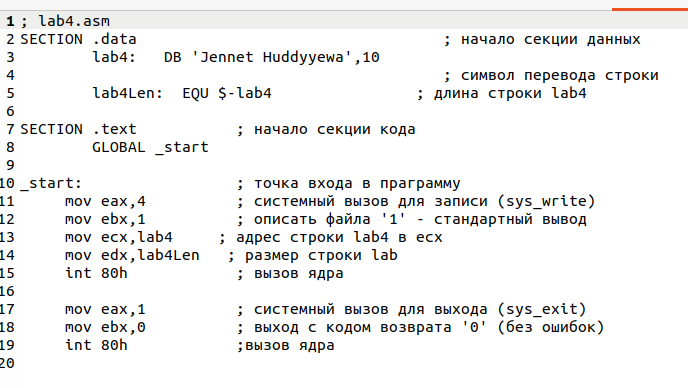 1 ; lab4.asm
2 SECTION .data ; начало секции данных
3 lab4: DB 'Jennet Huddyyewa',10
4 ; символ перевода строки
5 lab4Len: EQU $-lab4 ; длина строки lab4
6
7 SECTION .text ; начало секции кода
8 GLOBAL _start
9
10 _start: ; точка входа в праграмму
11 mov eax,4 ; системный вызов для записи (sys_write)
12 mov ebx,1 ; описать файла '1' - стандартный вывод
13 mov ecx,lab4 ; адрес строки lab4 в ecx
14 mov edx,lab4Len ; размер строки lab
15 int 80h ; вызов ядра
16
17 mov eax,1 ; системный вызов для выхода (sys_exit)
18 mov ebx,0 ; выход с кодом возврата '0' (без ошибок)
19 int 80h ;вызов ядра
20